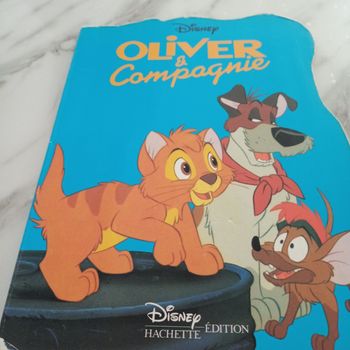 Disney
OLIVER
&
Compagnie
Disney
HACHETTE ÉDITION